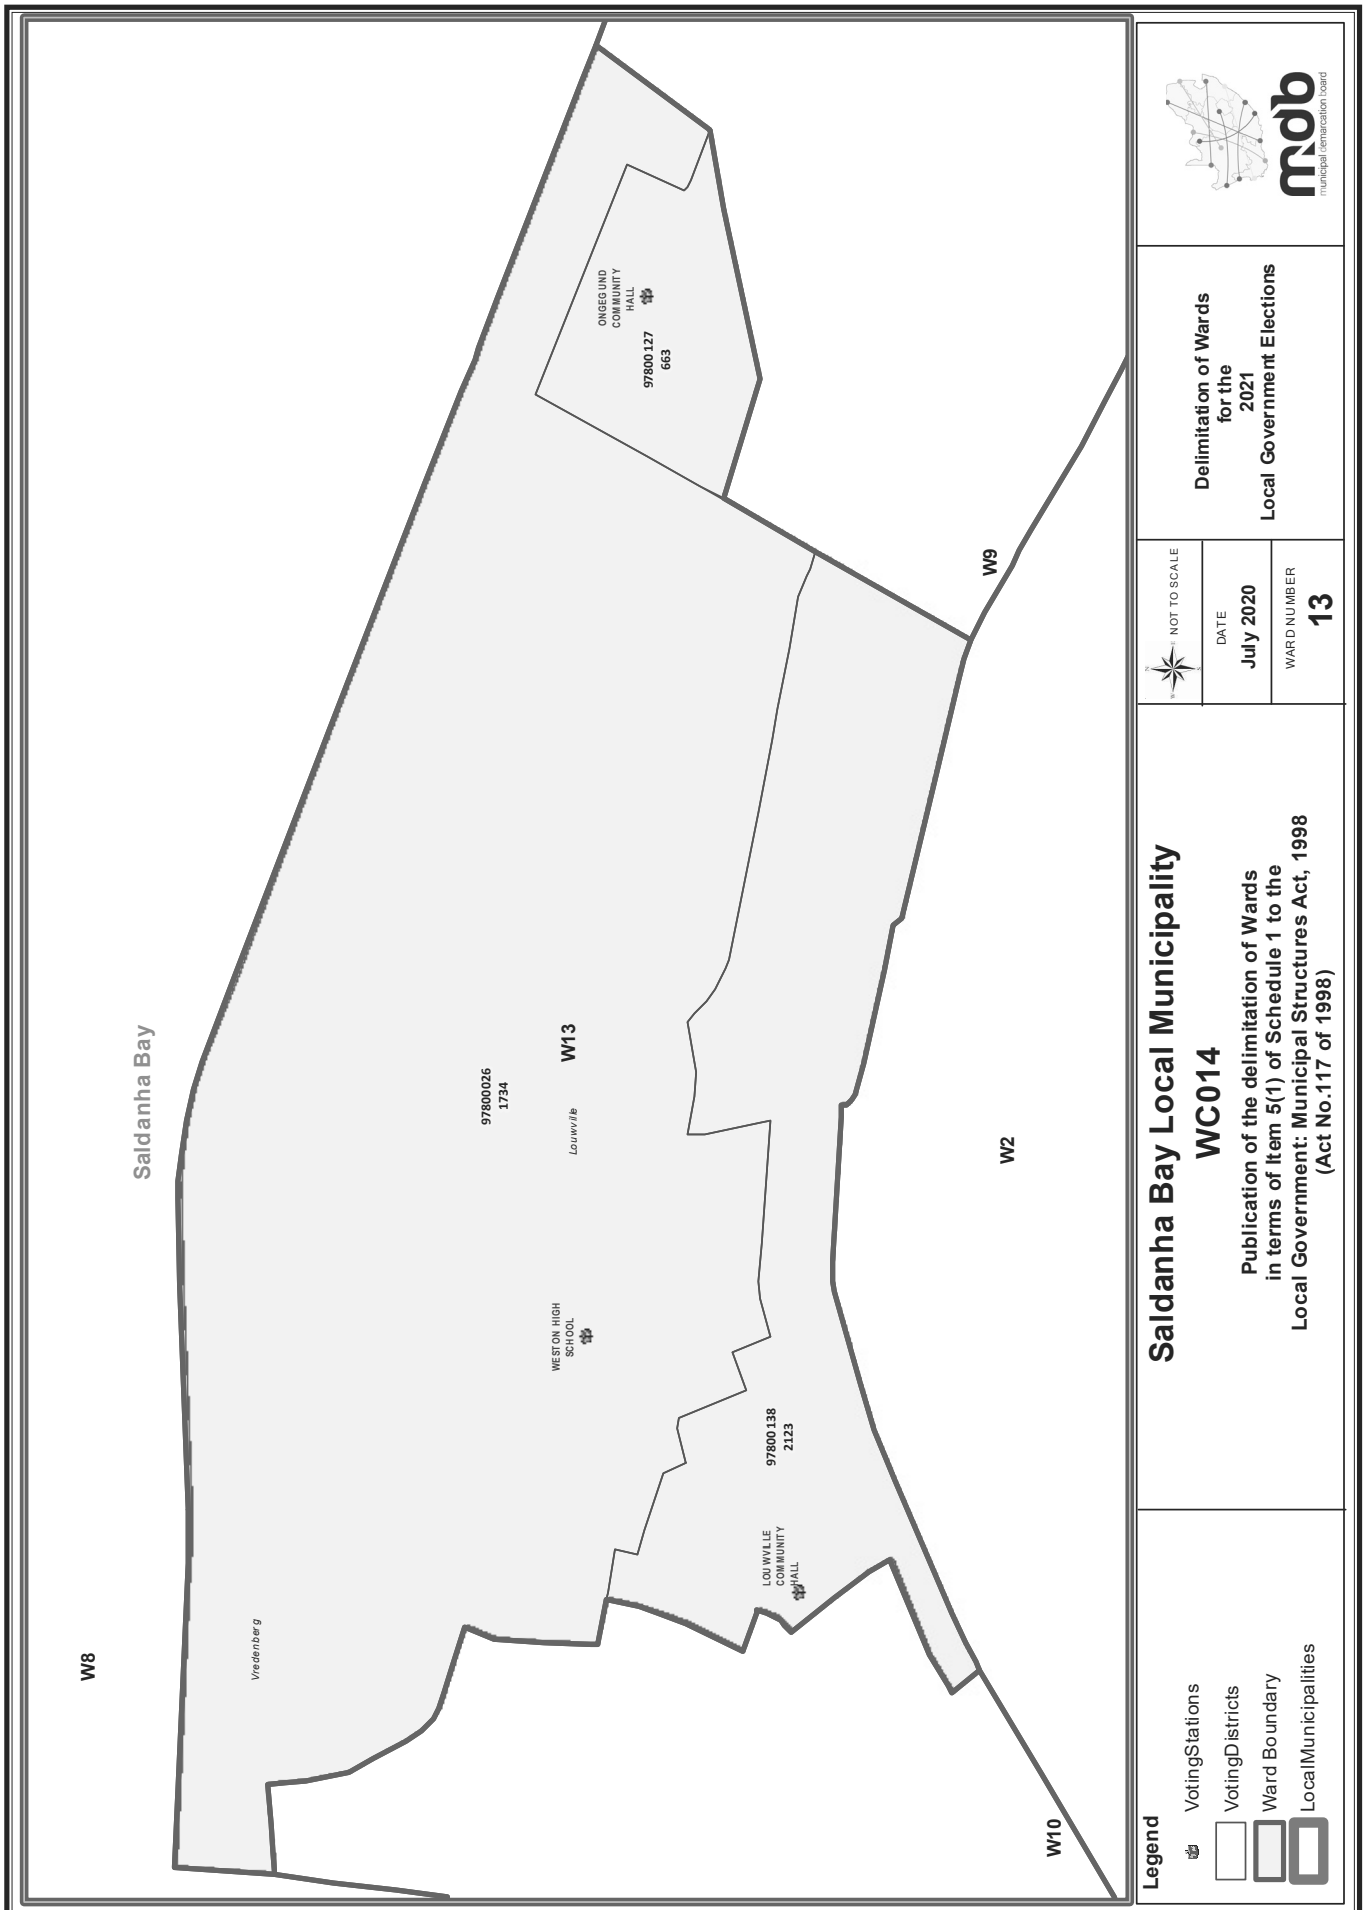 Saldanha Bay
W8
Vredenberg
97800026
1734
W13
Louwville
WESTON HIGH
SCHOOL
ONGEGUND
COMMUNITY
HALL
97800127
663
97800138
2123
LOUWVILLE
COMMUNITY
HALL
W9
W2
W10
Legend
VotingStations
VotingDistricts
Ward Boundary
LocalMunicipalities
Saldanha Bay Local Municipality
WC014
Publication of the delimitation of Wards
in terms of Item 5(1) of Schedule 1 to the
Local Government: Municipal Structures Act, 1998
(Act No.117 of 1998)
N
W
E
S
NOT TO SCALE
DATE
July 2020
WARD NUMBER
13
Delimitation of Wards
for the
2021
Local Government Elections
mdb
municipal demarcation board